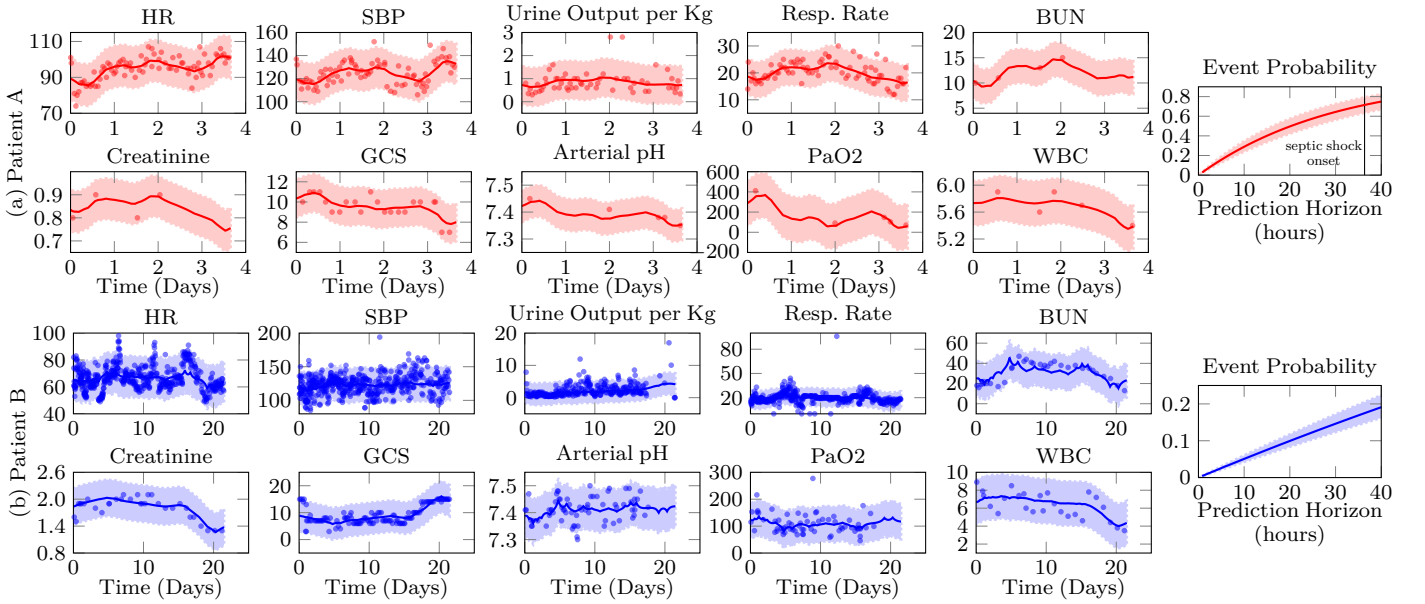 HR SBP Urine Output per Kg Resp. Rate BUN
110 90 70 0 1 2 3 4
160 140 120 100 0 1 2 3 4
3 2 1 0 0 1 2 3 4
30 20 10 0 1 2 3 4
20 15 10 5 0 1 2 3 4
Event Probability
0.8 0.6 0.4 0.2 0
septic shock
onset
0 10 20 30 40
Prediction Horizon
(hours)
(a) Patient A
Creatinine GCS Arterial pH PaO2 WBC
0.9 0.8 0.7 0 1 2 3 4
12 10 8 6 0 1 2 3 4
7.5 7.4 7.3 0 1 2 3 4
600 400 200 0 200 0 1 2 3 4
6.0 5.6 5.2 0 1 2 3 4
Time (Days) Time (Days) Time (Days) Time (Days) Time (Days)
HR SBP Urine Output per Kg Resp. Rate BUN
100 80 60 40 0 10 20
200 150 100 0 10 20
20 10 0 0 10 20
80 50 20 0 10 20
60 40 20 0 0 10 20
Event Probability
0.2 0.1 0
0 10 20 30 40
Prediction Horizon
(hours)
(b) Patient B
Creatinine GCS Arterial pH PaO2 WBC
2.6 2.0 1.4 0.8 0 10 20
20 10 0 0 10 20
7.5 7.4 7.3 0 10 20
300 200 100 0 0 10 20
10 8 6 4 2 0 10 20
Time (Days) Time (Days) Time (Days) Time (Days) Time (Days)